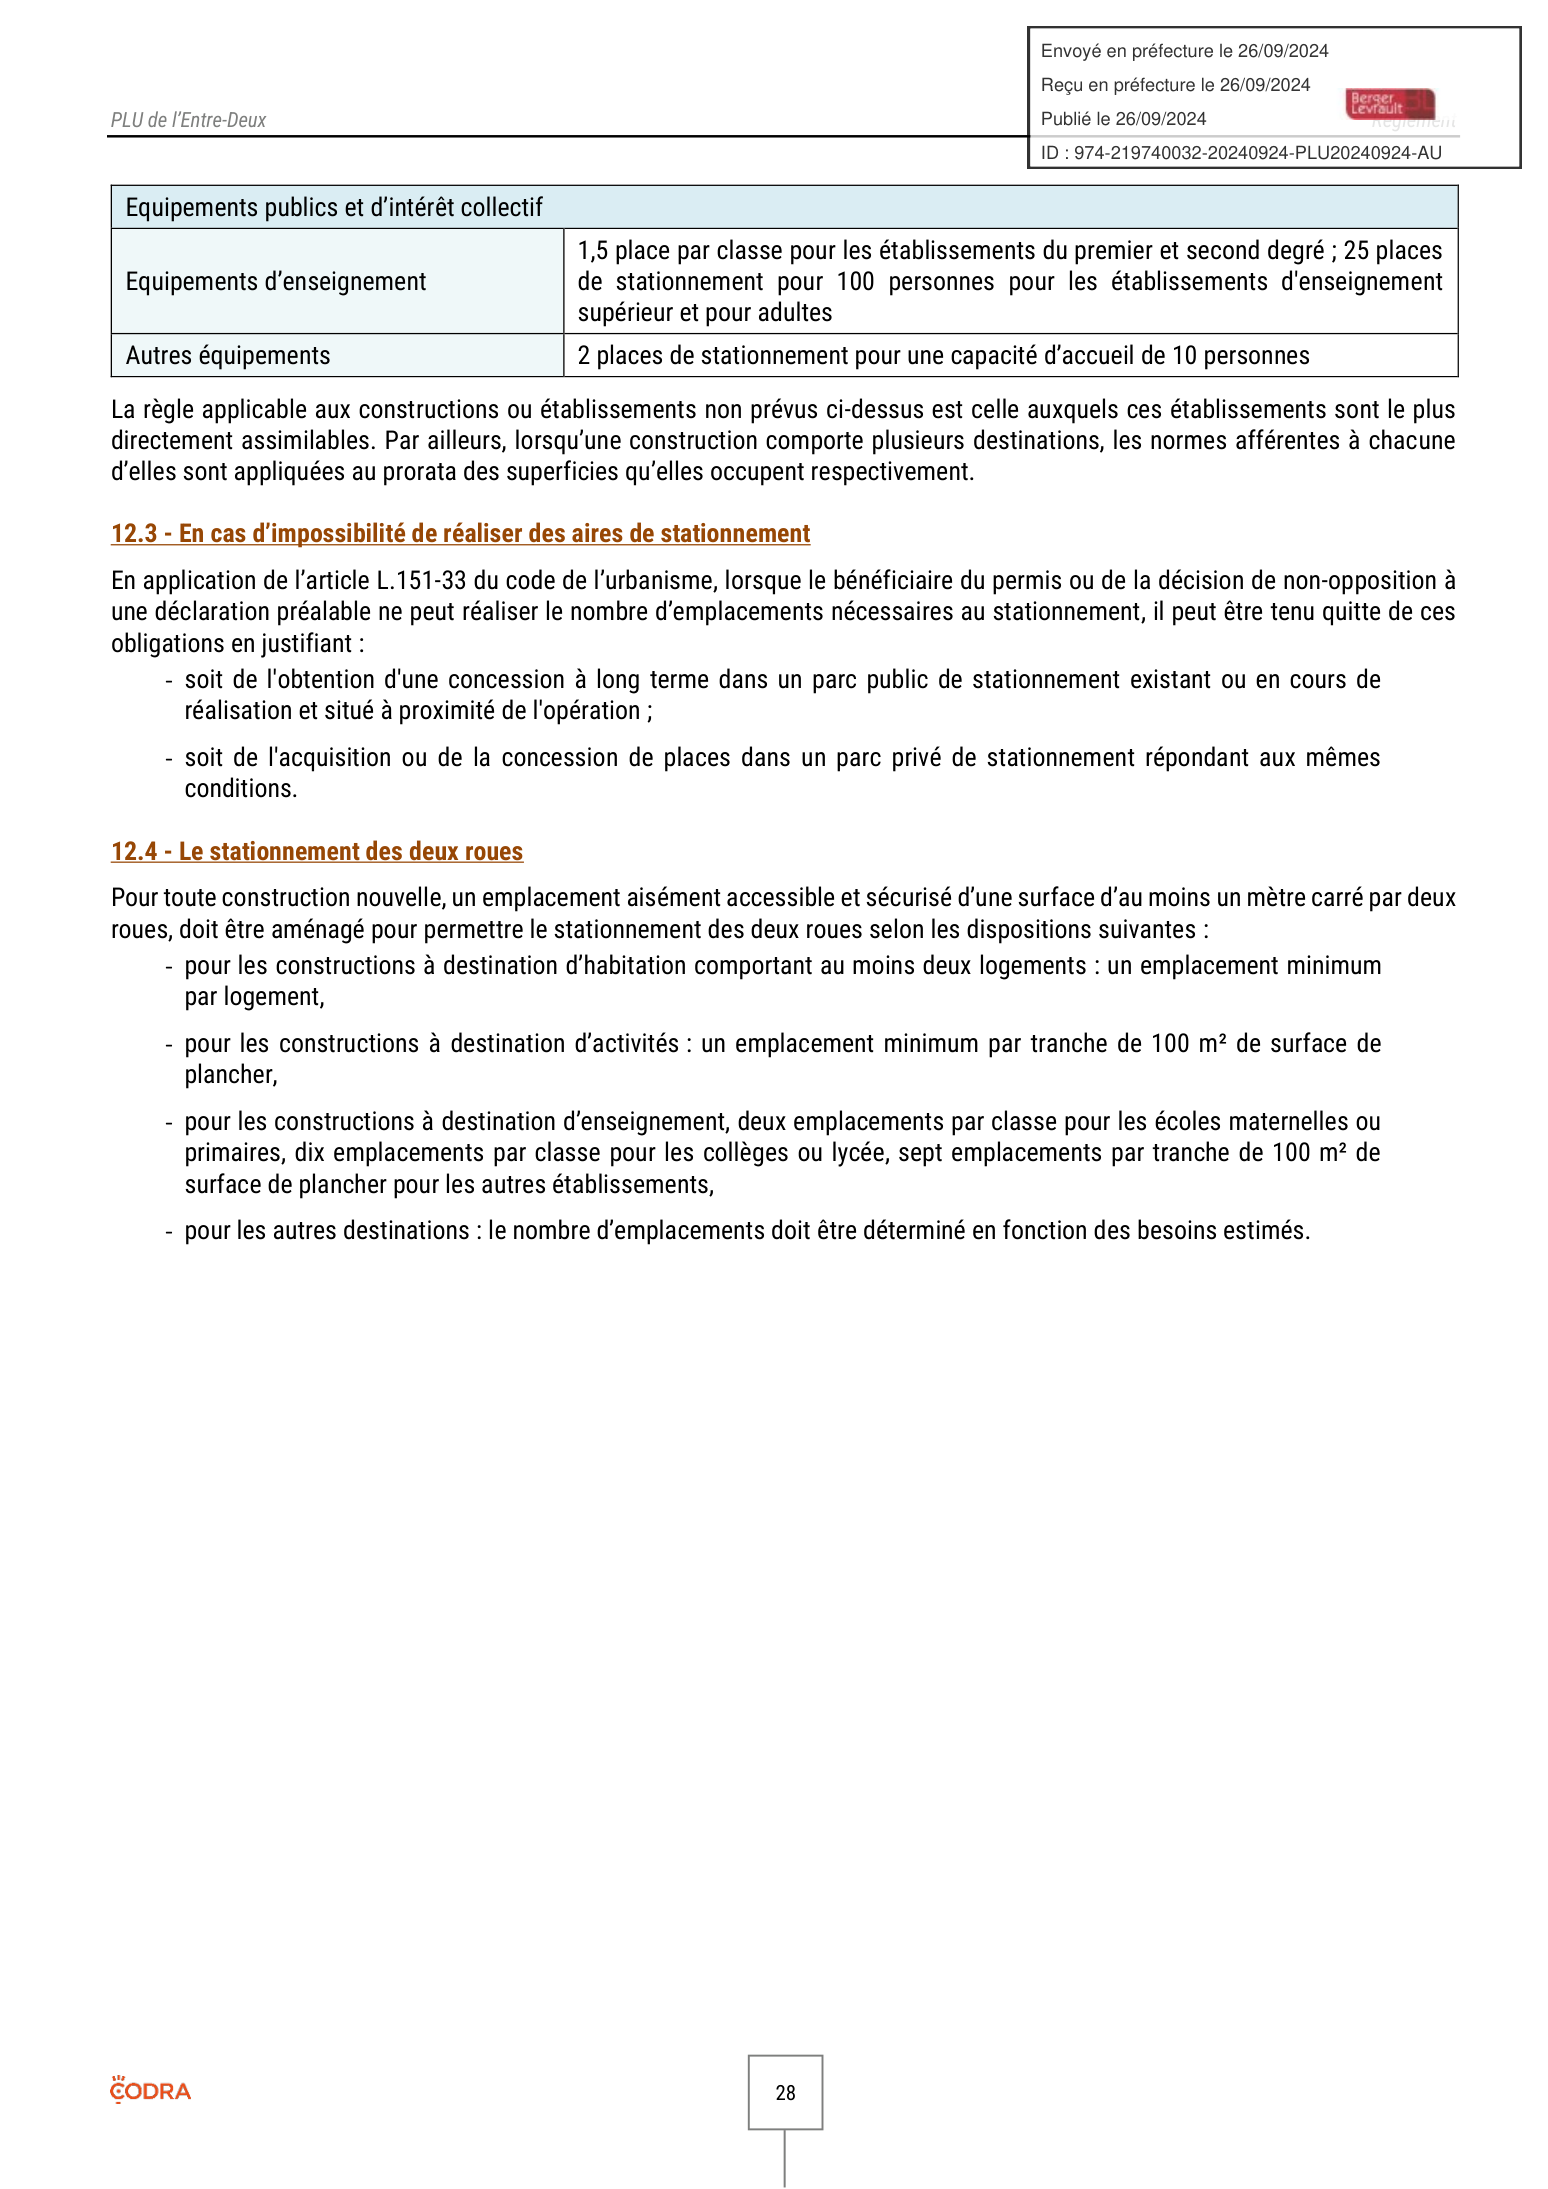 Envoyé en préfecture le 26/09/2024
Reçu en préfecture le 26/09/2024
Publié le 26/09/2024
Berger
Levrault
ID : 974-219740032-20240924-PLU20240924-AU
PLU de l’Entre-Deux
Règlement
Equipements publics et d’intérêt collectif
Equipements d’enseignement
1,5 place par classe pour les établissements du premier et second degré ; 25 places
de stationnement pour 100 personnes pour les établissements d'enseignement
supérieur et pour adultes
Autres équipements
2 places de stationnement pour une capacité d’accueil de 10 personnes
La règle applicable aux constructions ou établissements non prévus ci-dessus est celle auxquels ces établissements sont le plus
directement assimilables. Par ailleurs, lorsqu’une construction comporte plusieurs destinations, les normes afférentes à chacune
d’elles sont appliquées au prorata des superficies qu’elles occupent respectivement.
12.3 - En cas d’impossibilité de réaliser des aires de stationnement
En application de l’article L.151-33 du code de l’urbanisme, lorsque le bénéficiaire du permis ou de la décision de non-opposition à
une déclaration préalable ne peut réaliser le nombre d’emplacements nécessaires au stationnement, il peut être tenu quitte de ces
obligations en justifiant :
- soit de l'obtention d'une concession à long terme dans un parc public de stationnement existant ou en cours de
réalisation et situé à proximité de l'opération ;
- soit de l'acquisition ou de la concession de places dans un parc privé de stationnement répondant aux mêmes
conditions.
12.4 - Le stationnement des deux roues
Pour toute construction nouvelle, un emplacement aisément accessible et sécurisé d’une surface d’au moins un mètre carré par deux
roues, doit être aménagé pour permettre le stationnement des deux roues selon les dispositions suivantes :
- pour les constructions à destination d’habitation comportant au moins deux logements : un emplacement minimum
par logement,
- pour les constructions à destination d’activités : un emplacement minimum par tranche de 100 m² de surface de
plancher,
- pour les constructions à destination d’enseignement, deux emplacements par classe pour les écoles maternelles ou
primaires, dix emplacements par classe pour les collèges ou lycée, sept emplacements par tranche de 100 m² de
surface de plancher pour les autres établissements,
- pour les autres destinations : le nombre d’emplacements doit être déterminé en fonction des besoins estimés.
CODRA
28